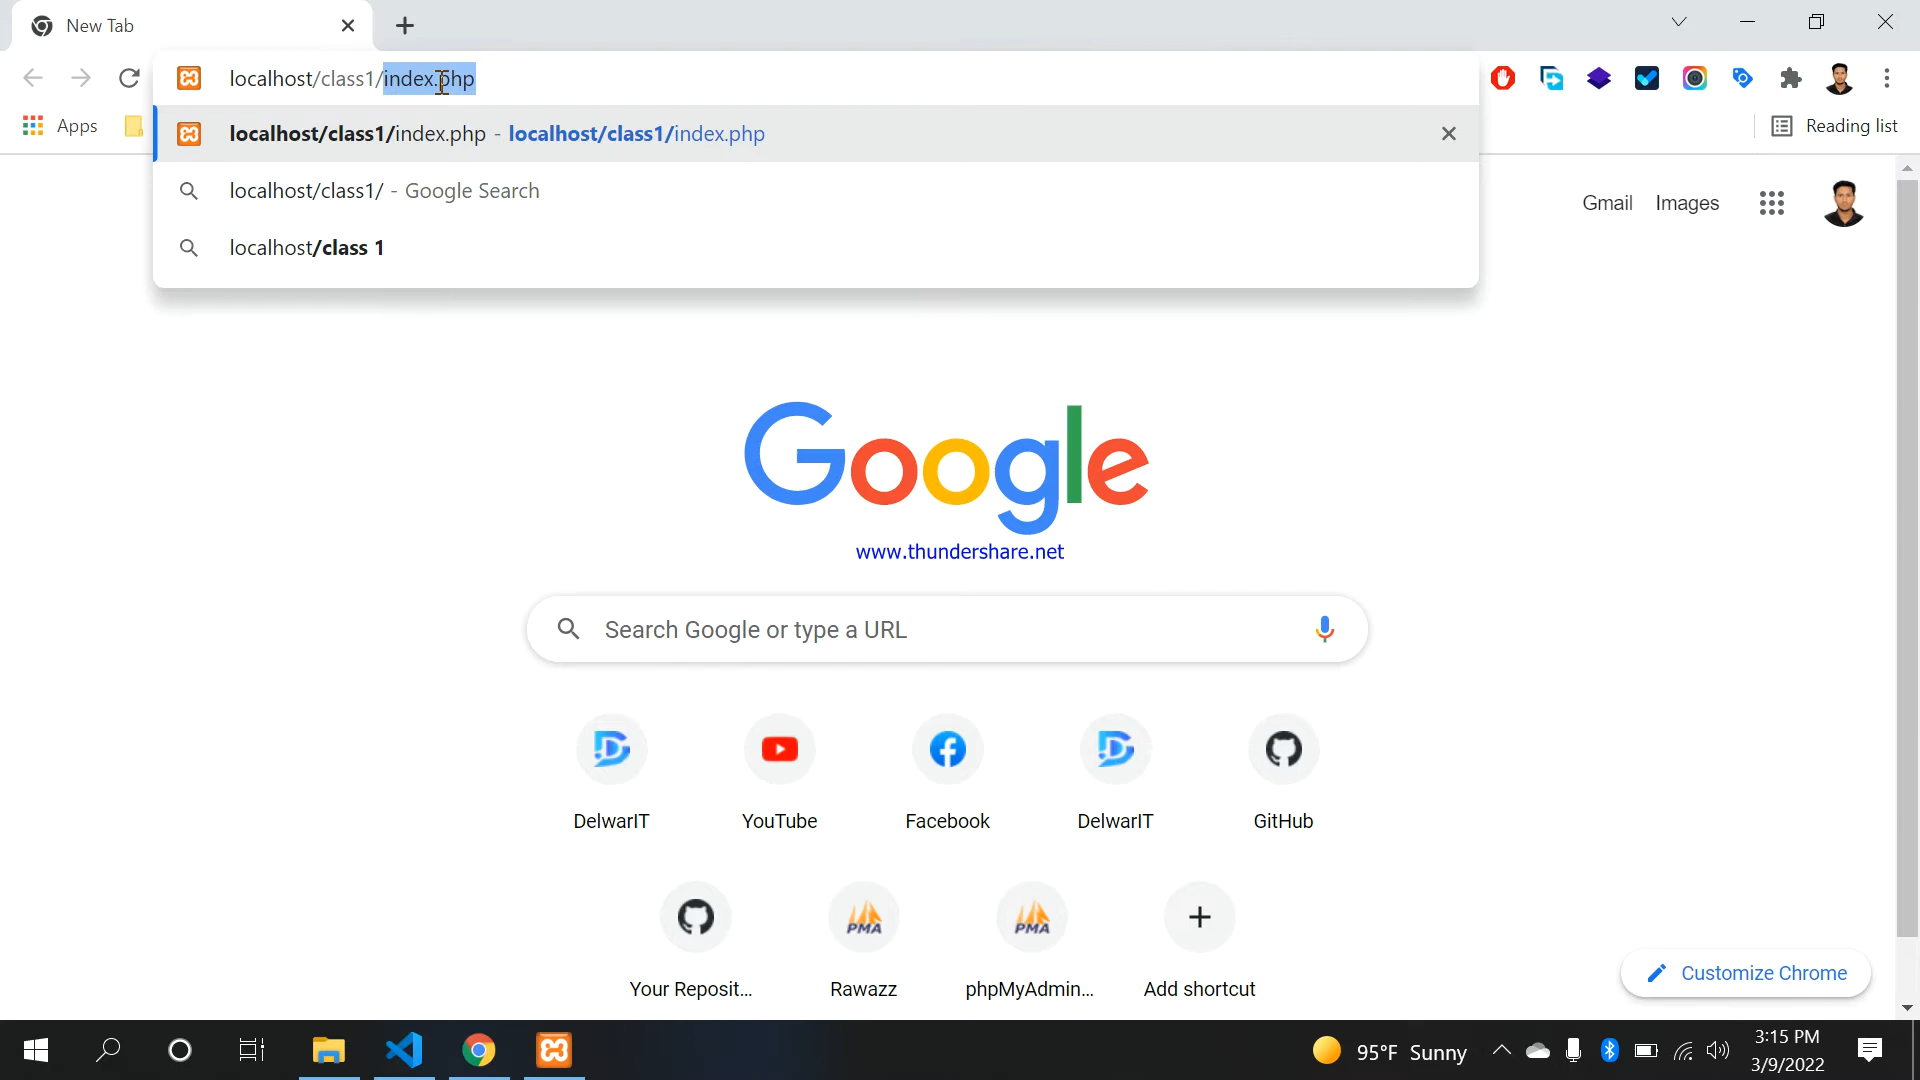 New Tab
localhost/class1/index.php
localhost/class1/index.php - localhost/class1/index.php
localhost/class1/ - Google Search
localhost/class 1
Apps
Reading list
Gmail Images
Google
www.thundershare.net
Search Google or type a URL
DelwarIT YouTube Facebook DelwarIT GitHub
PMA PMA
Your Reposit... Rawazz phpMyAdmin... Add shortcut
Customize Chrome
95°F Sunny
3:15 PM
3/9/2022